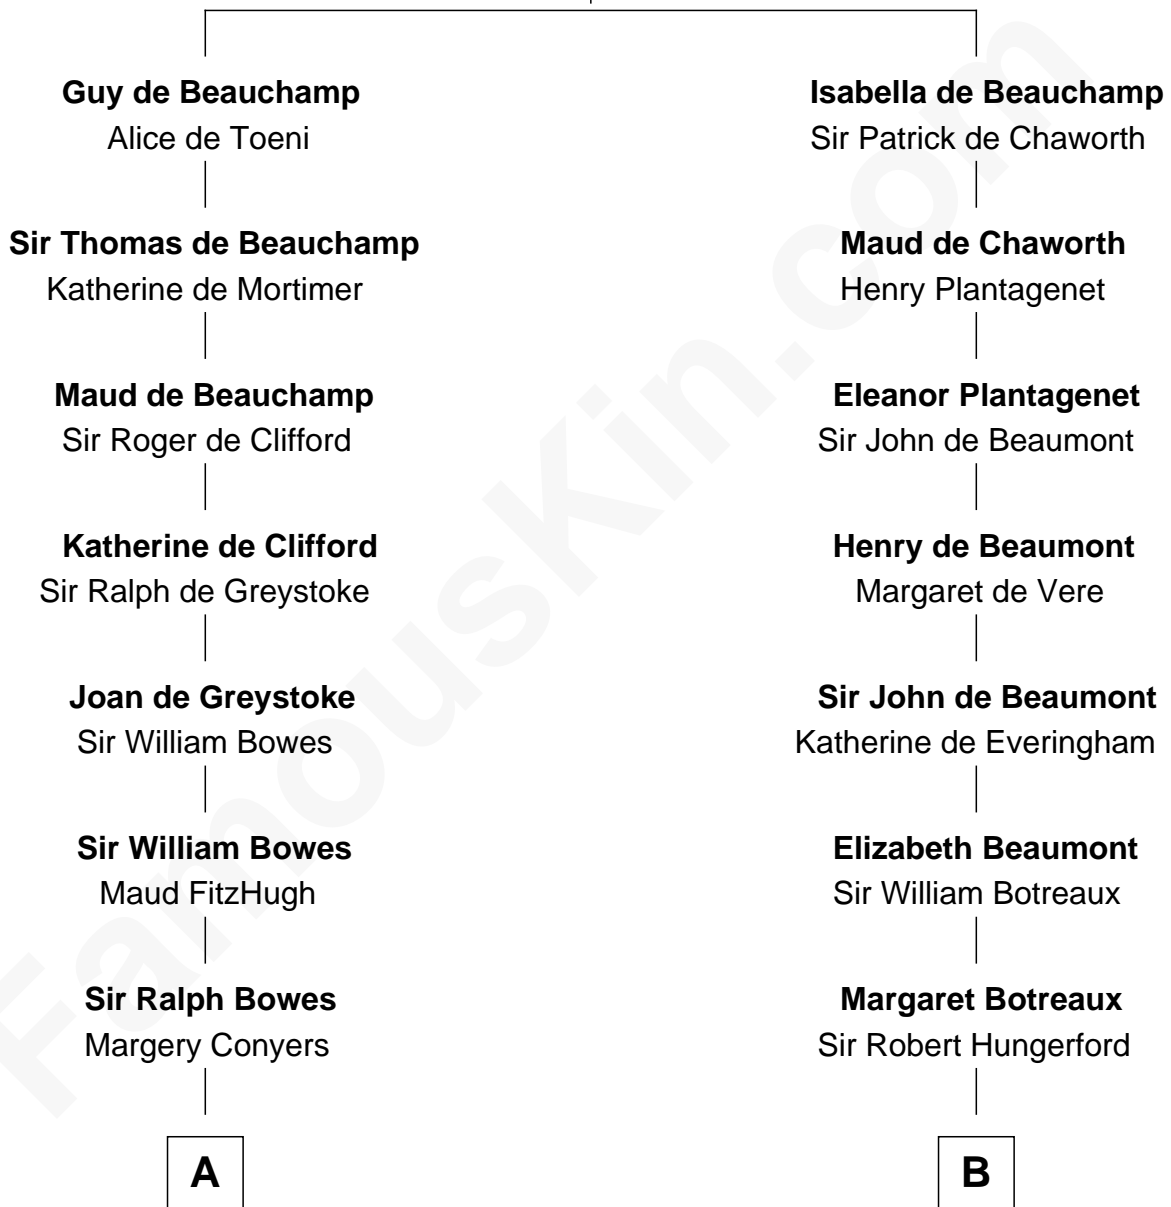 Guy de Beauchamp
Alice de Toeni
Sir Thomas de Beauchamp
Katherine de Mortimer
Maud de Beauchamp
Sir Roger de Clifford
Katherine de Clifford
Sir Ralph de Greystoke
Joan de Greystoke
Sir William Bowes
Sir William Bowes
Maud FitzHugh
Sir Ralph Bowes
Margery Conyers
A
Isabella de Beauchamp
Sir Patrick de Chaworth
Maud de Chaworth
Henry Plantagenet
Eleanor Plantagenet
Sir John de Beaumont
Henry de Beaumont
Margaret de Vere
Sir John de Beaumont
Katherine de Everingham
Elizabeth Beaumont
Sir William Botreaux
Margaret Botreaux
Sir Robert Hungerford
B
FamousKin.com